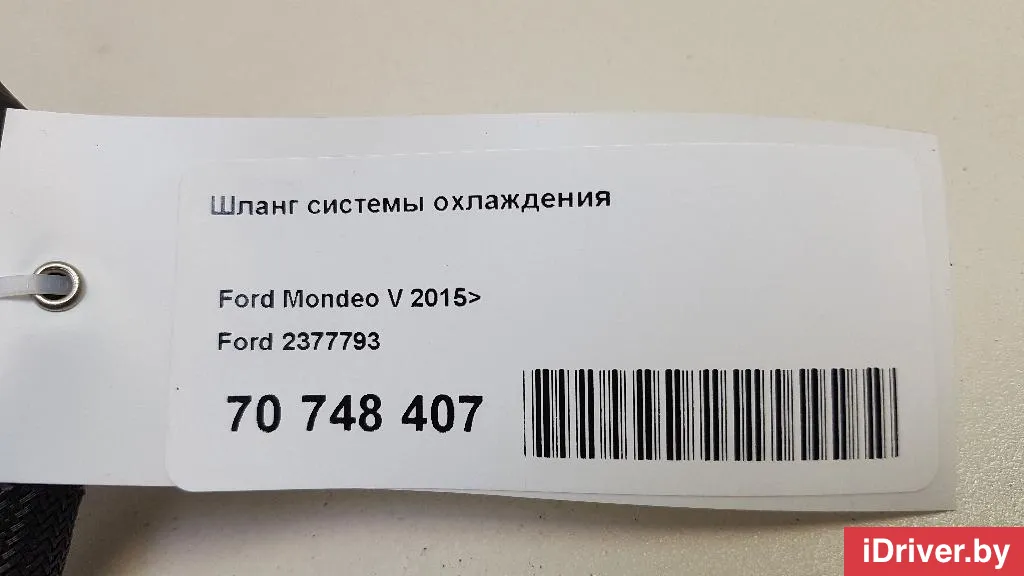 Шланг системы охлаждения
Ford Mondeo V 2015>
Ford 2377793
70 748 407
iDriver.by